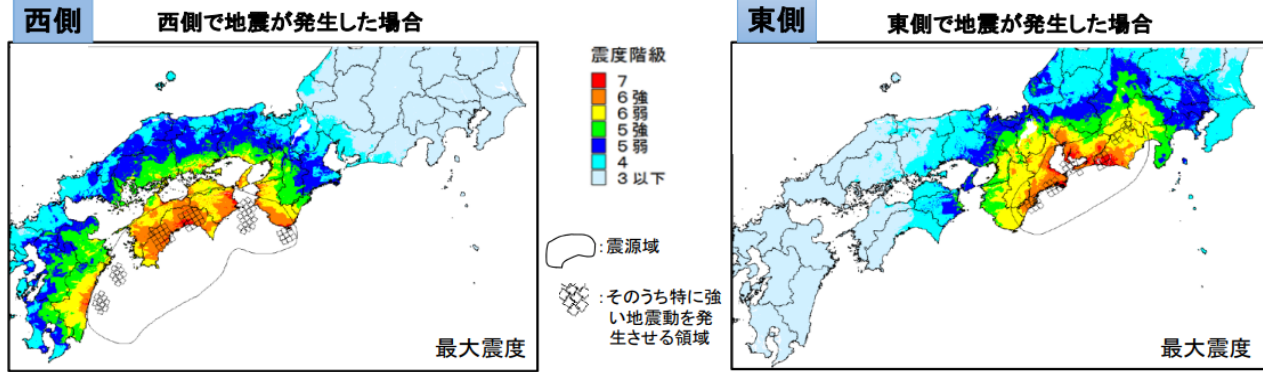 西側
西側で地震が発生した場合
最大震度
震度階級
7
6強
6弱
5強
5弱
4
3以下
:震源域
:そのうち特に強
い地震動を発
生させる領域
東側
東側で地震が発生した場合
最大震度